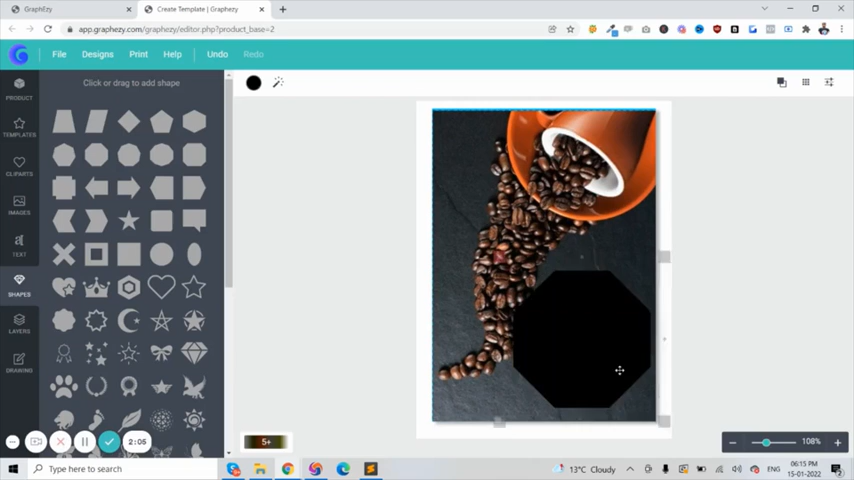 GraphEzy
Create Template | Graphezy
app.graphezy.com/graphezy/editor.php?product_base=2
File
Designs
Print
Help
Undo
Redo
PRODUCT
TEMPLATES
CLIPARTS
IMAGES
TEXT
SHAPES
LAYERS
DRAWING
Click or drag to add shape
2:05
5+
108%
Type here to search
13°C Cloudy
ENG
06:15 PM
15-01-2022